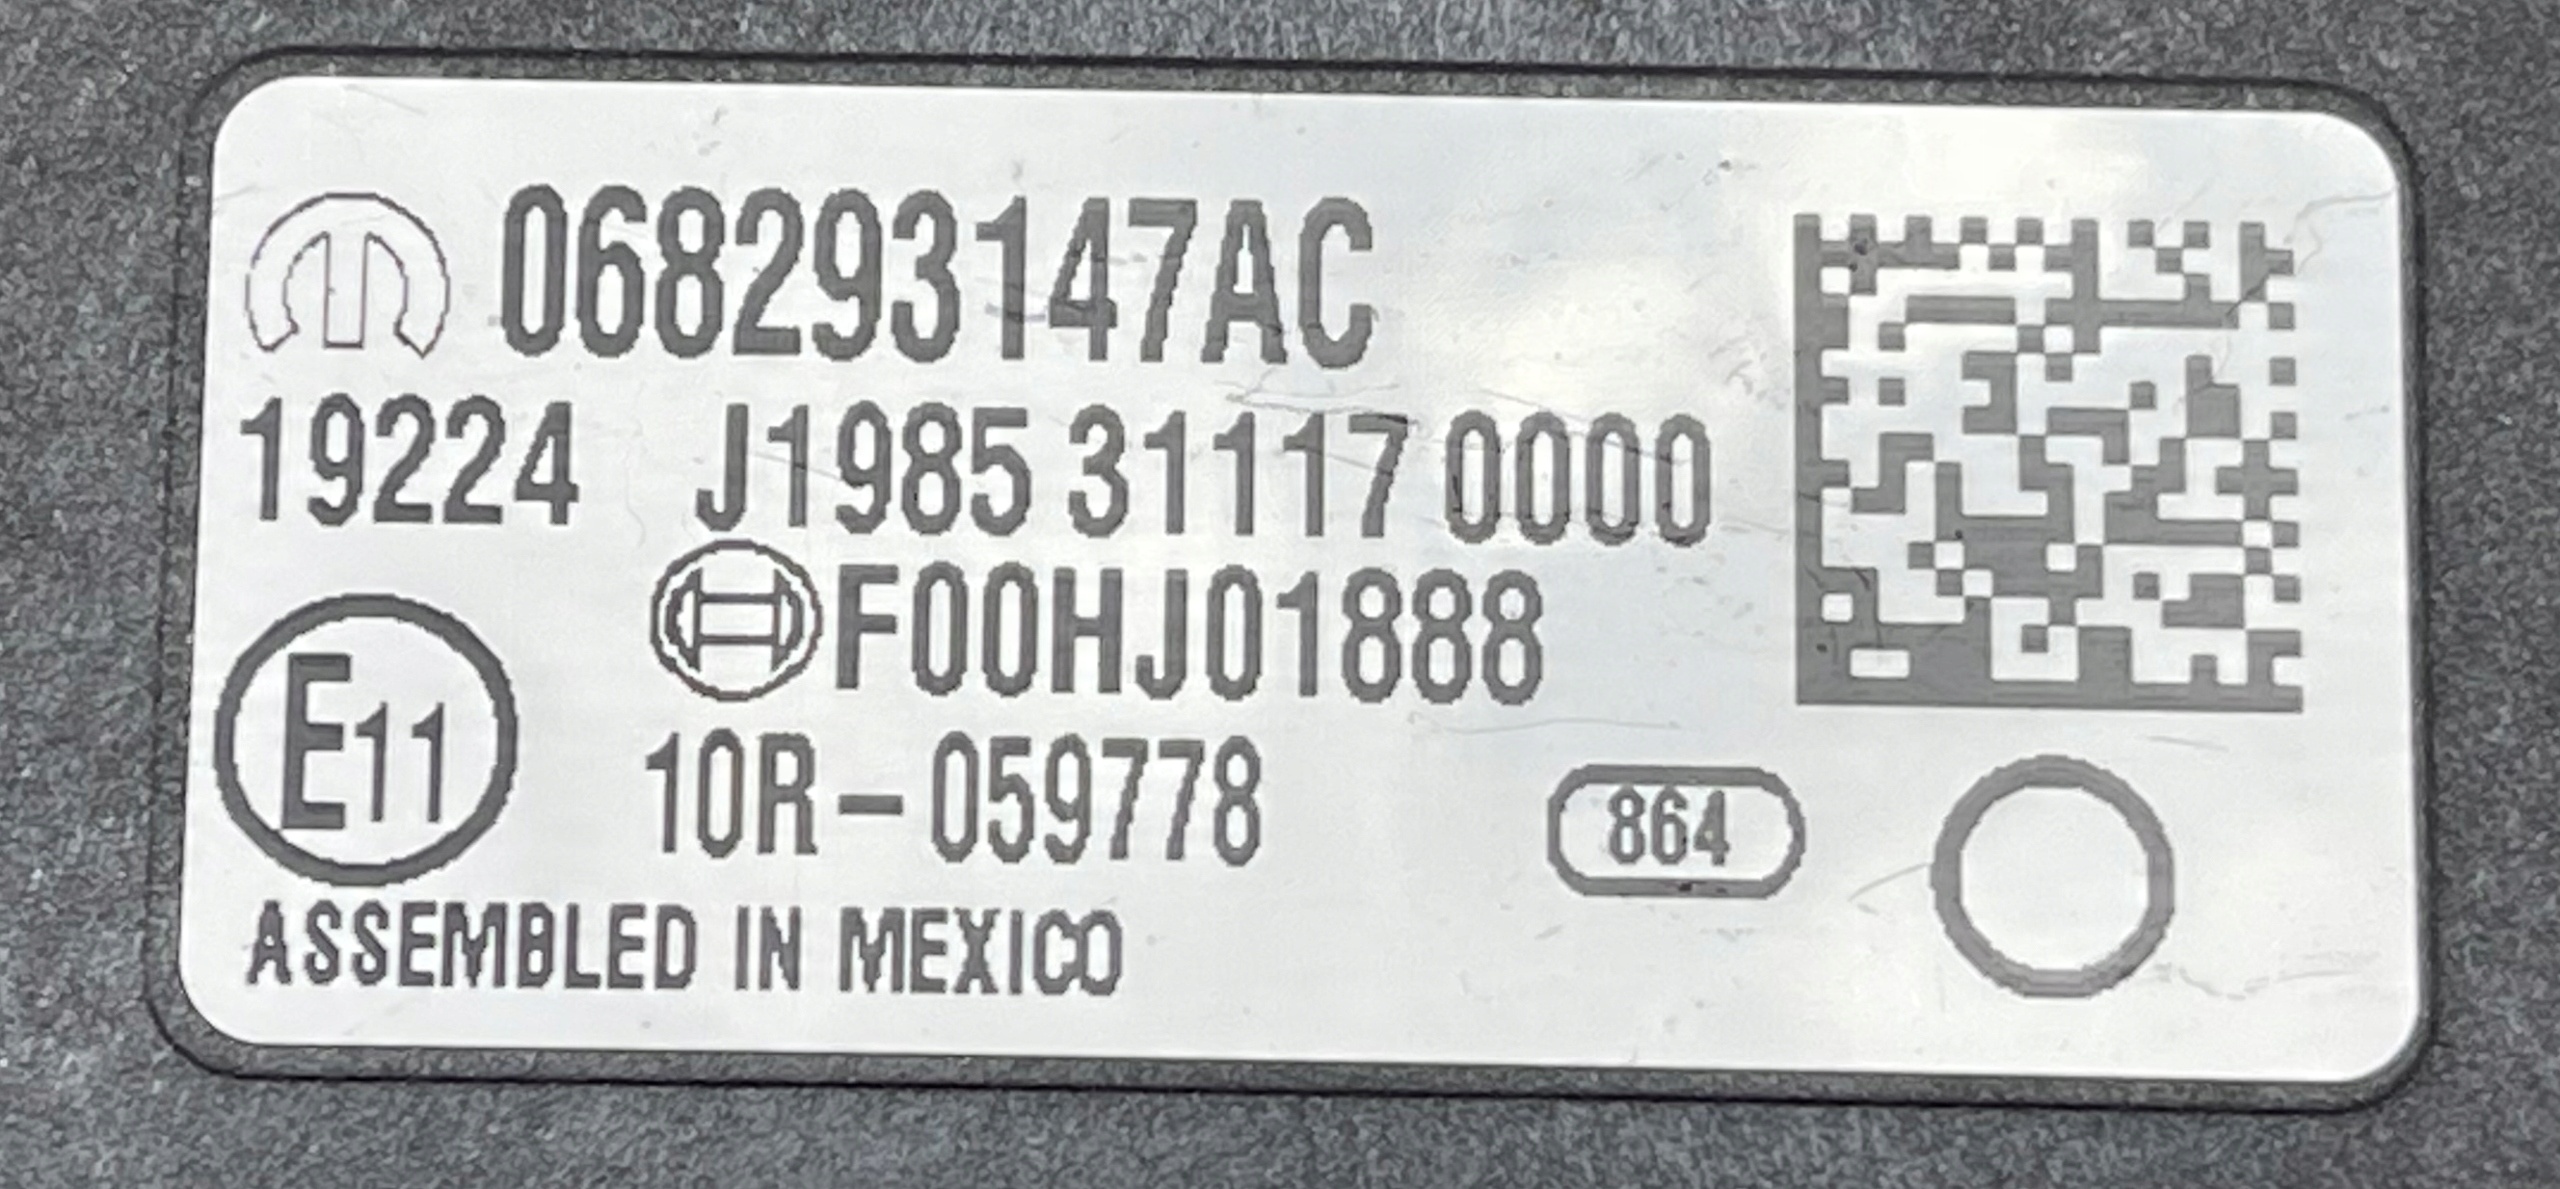 068293147AC
19224 J1985 31117 0000
F00HJ01888
E11
10R-059778
864
ASSEMBLED IN MEXICO